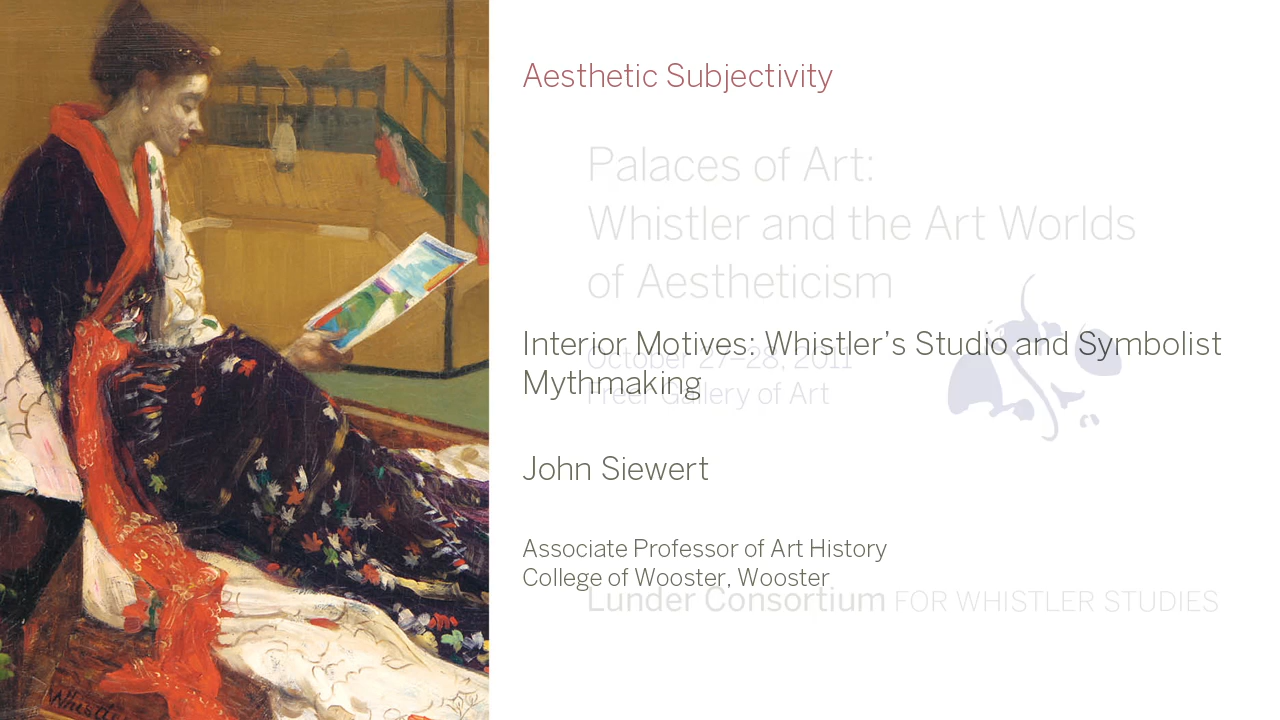 Aesthetic Subjectivity
Palaces of Art:
Whistler and the Art Worlds
of Aestheticism
Interior Motives: Whistler's Studio and Symbolist
Mythmaking
October 27–28, 2011
Freer Gallery of Art
John Siewert
Associate Professor of Art History
College of Wooster, Wooster
Lunder Consortium FOR WHISTLER STUDIES
Whistler